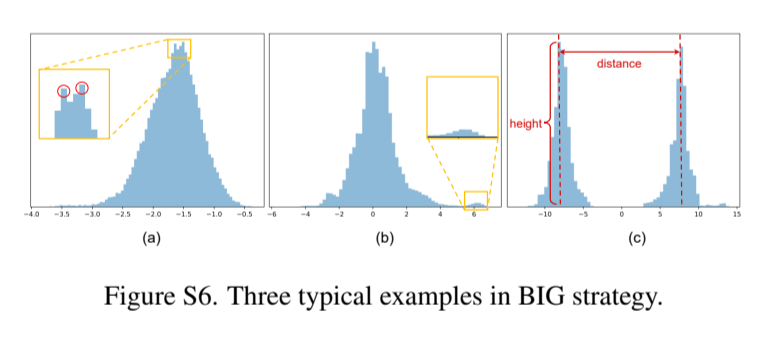 distance
height
−4.0 −3.5 −3.0 −2.5 −2.0 −1.5 −1.0 −0.5
−6 −4 −2 0 2 4 6
−10 −5 0 5 10 15
(a) (b) (c)
Figure S6. Three typical examples in BIG strategy.